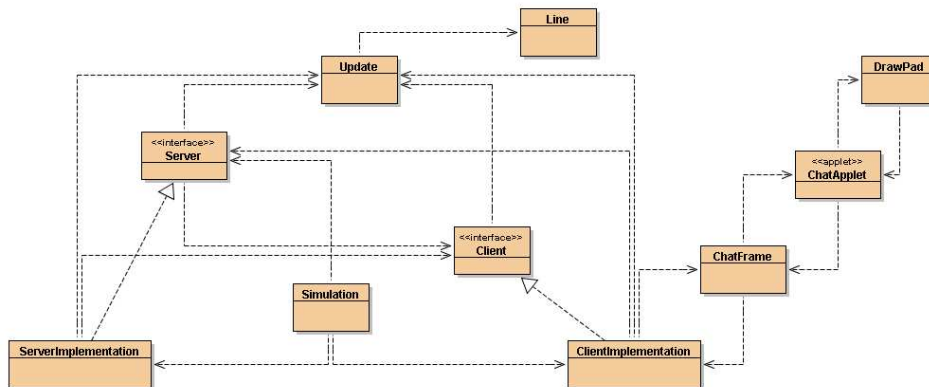 Line
Update
DrawPad
<<interface>>
Server
<<applet>>
ChatApplet
<<interface>>
Client
ChatFrame
Simulation
ServerImplementation
ClientImplementation